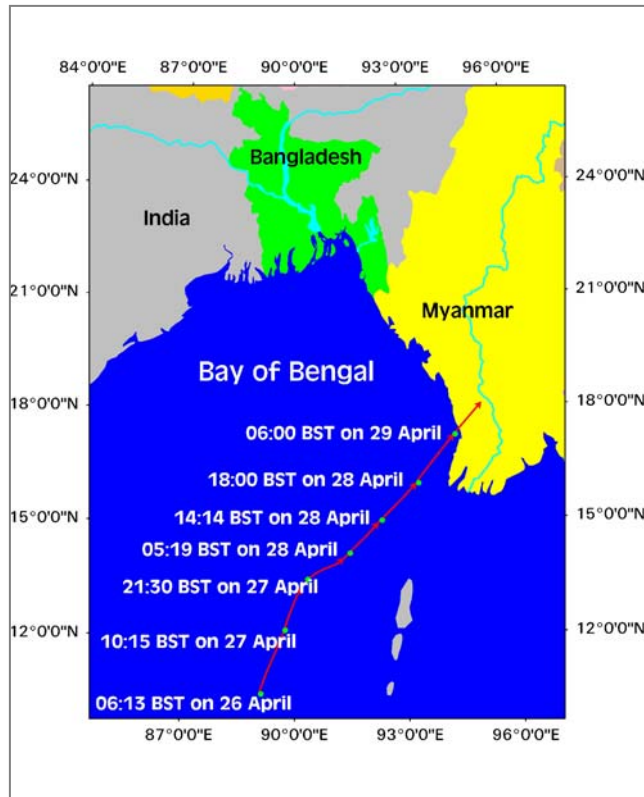 84°0'0"E 87°0'0"E 90°0'0"E 93°0'0"E 96°0'0"E
Bangladesh
24°0'0"N 24°0'0"N
India
21°0'0"N 21°0'0"N
Myanmar
Bay of Bengal
18°0'0"N 18°0'0"N
06:00 BST on 29 April
18:00 BST on 28 April
15°0'0"N 15°0'0"N
14:14 BST on 28 April
05:19 BST on 28 April
21:30 BST on 27 April
12°0'0"N 12°0'0"N
10:15 BST on 27 April
06:13 BST on 26 April
87°0'0"E 90°0'0"E 93°0'0"E 96°0'0"E